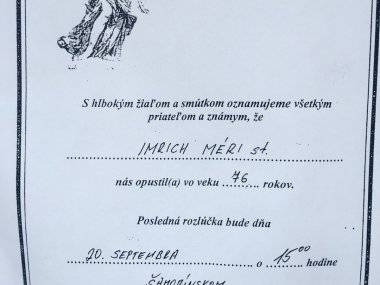 S hlbokým žiaľom a smútkom oznamujeme všetkým
priateľom a známym, že
IMRICH MÉRI st.
nás opustil(a) vo veku 76 rokov.
Posledná rozlúčka bude dňa
20. SEPTEMBRA o 15⁰⁰ hodine
ŠAMORÍNSKOM